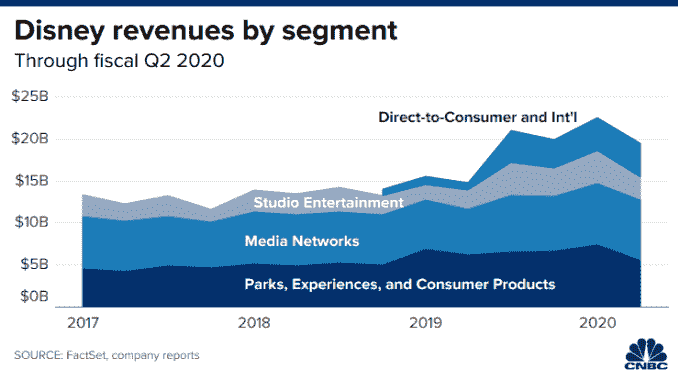 Disney revenues by segment
Through fiscal Q2 2020
$25B
Direct-to-Consumer and Int'l
$20B
$15B
Studio Entertainment
$10B
Media Networks
$5B
Parks, Experiences, and Consumer Products
$0B
2017 2018 2019 2020
SOURCE: FactSet, company reports
CNBC